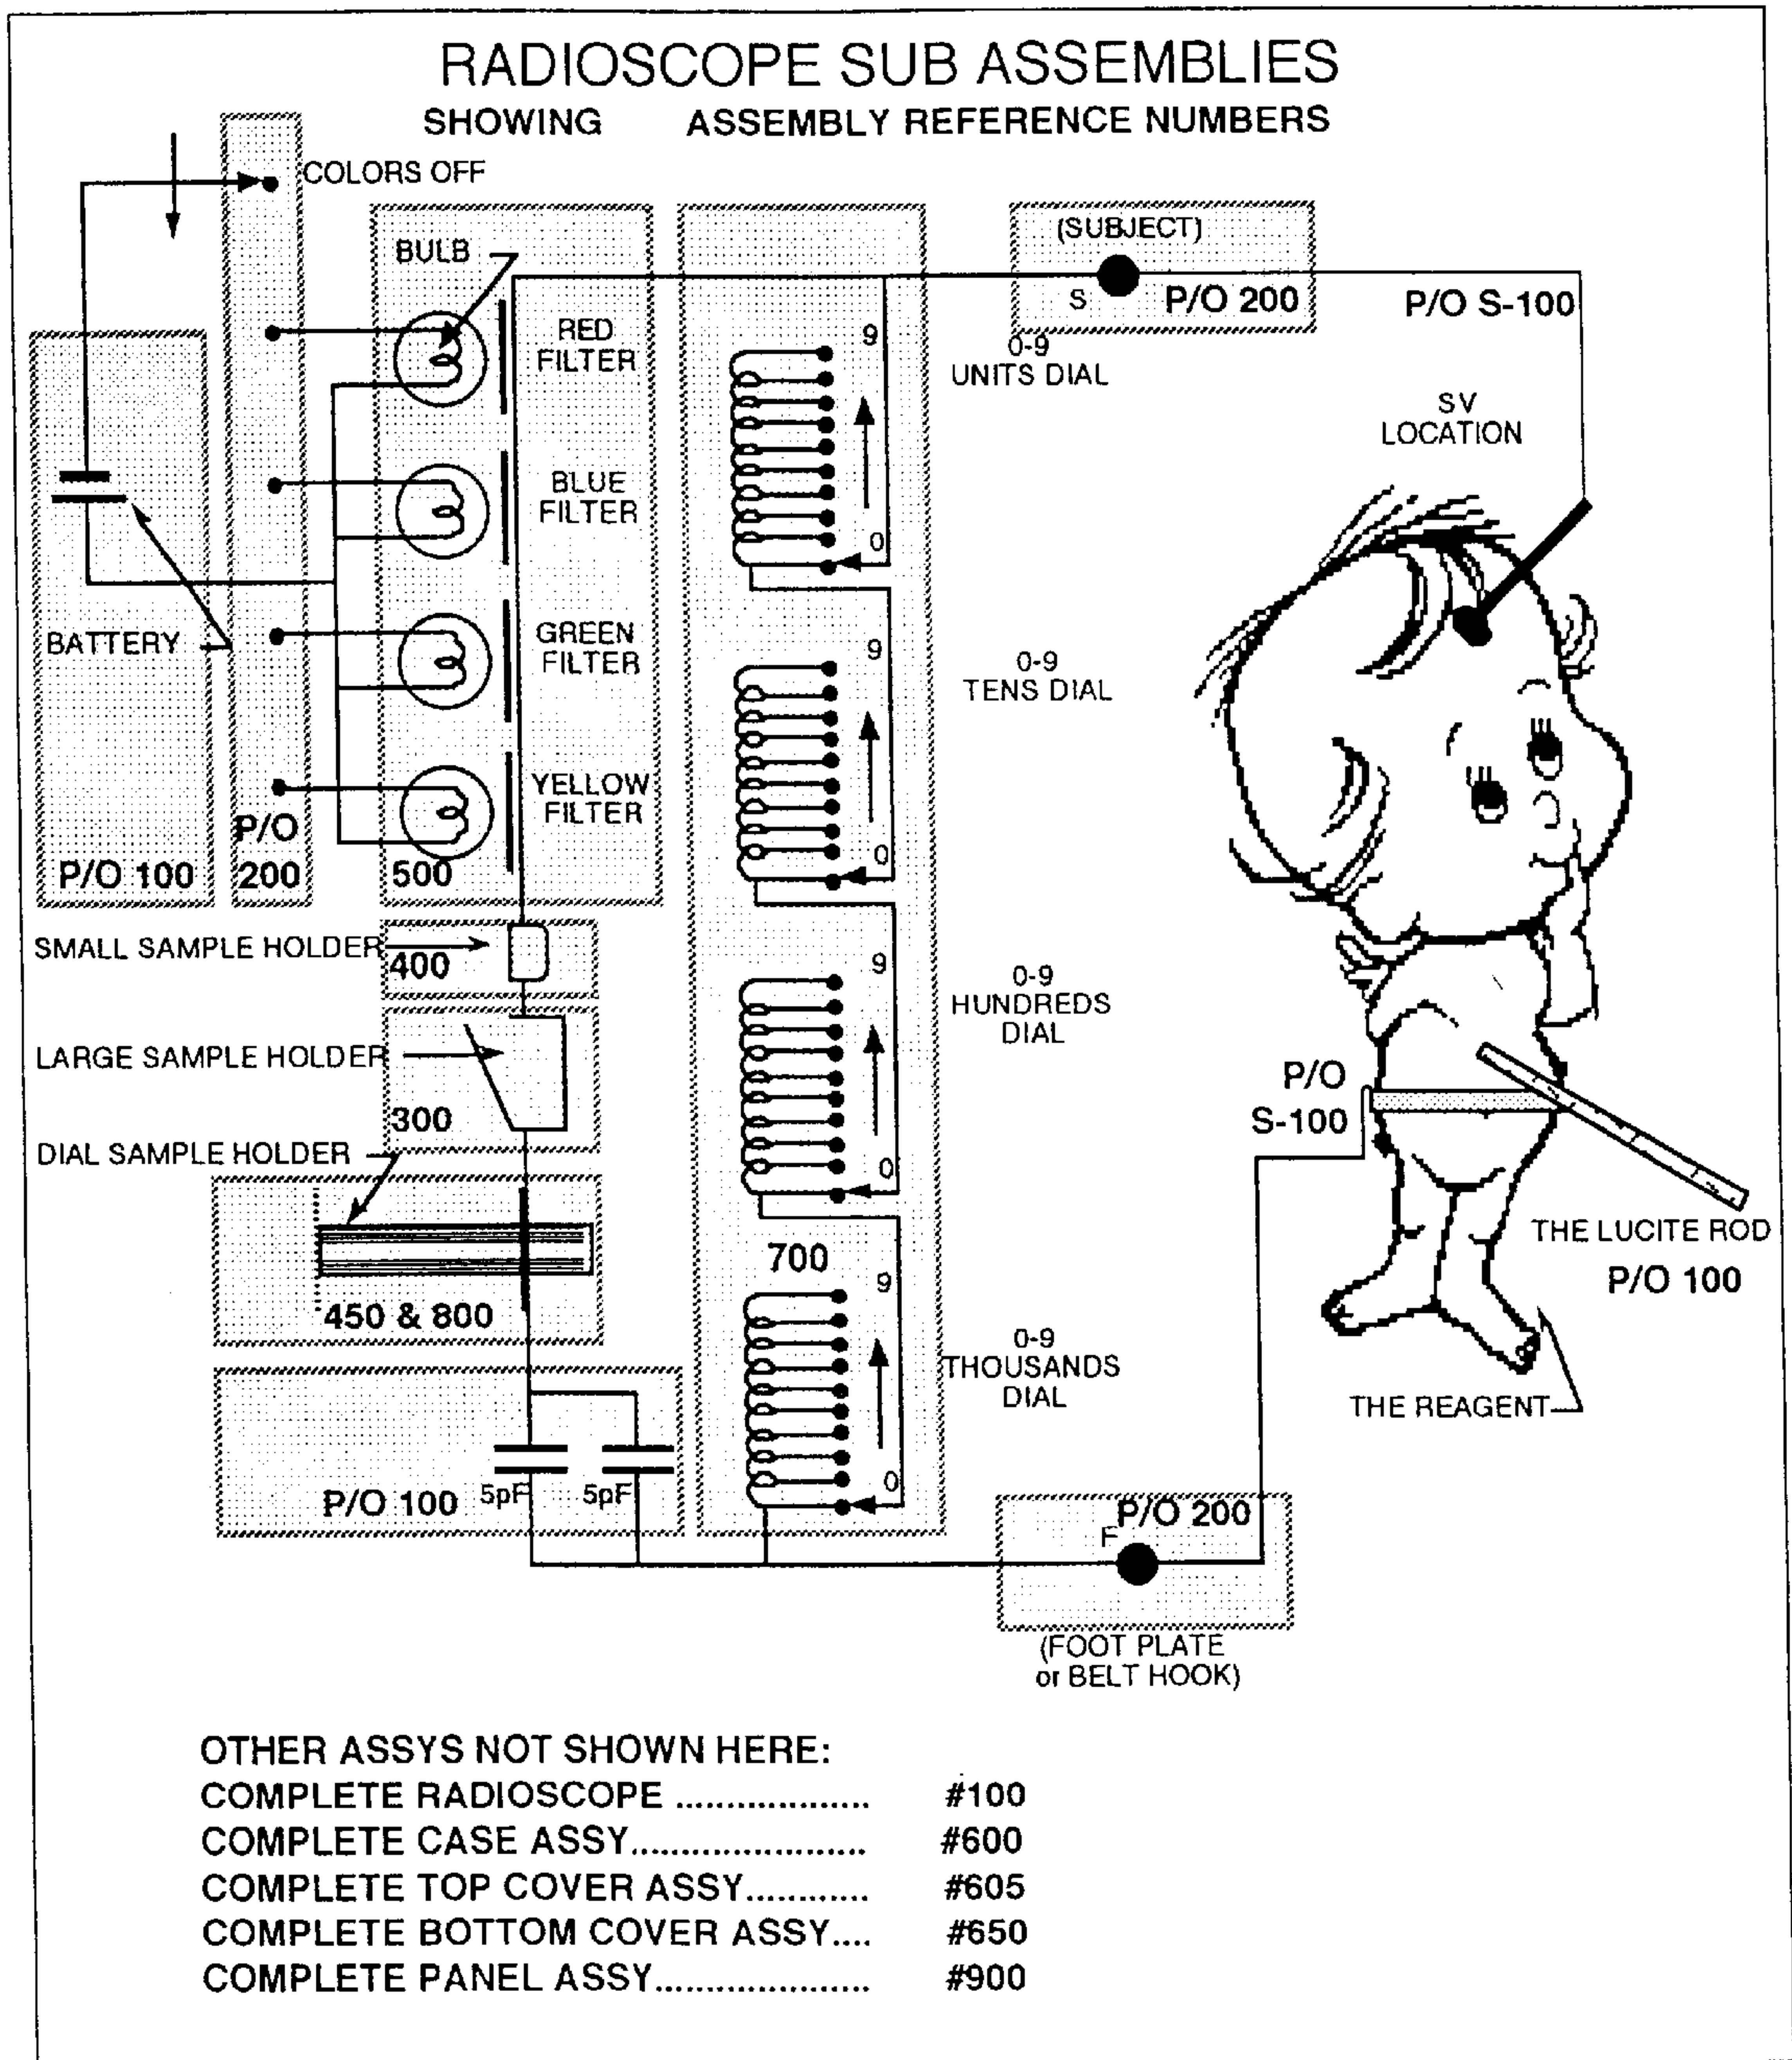 RADIOSCOPE SUB ASSEMBLIES
SHOWING ASSEMBLY REFERENCE NUMBERS
COLORS OFF
BULB
(SUBJECT)
S
P/O 200
P/O S-100
RED
FILTER
9
0
0-9
UNITS DIAL
SV
LOCATION
BLUE
FILTER
BATTERY
GREEN
FILTER
9
0
0-9
TENS DIAL
YELLOW
FILTER
P/O 100
P/O
200
500
SMALL SAMPLE HOLDER
400
9
0
0-9
HUNDREDS
DIAL
LARGE SAMPLE HOLDER
300
P/O
S-100
DIAL SAMPLE HOLDER
450 & 800
700
THE LUCITE ROD
P/O 100
9
0
0-9
THOUSANDS
DIAL
THE REAGENT
P/O 100
5pF
5pF
P/O 200
F
(FOOT PLATE
or BELT HOOK)
OTHER ASSYS NOT SHOWN HERE:
COMPLETE RADIOSCOPE ................... #100
COMPLETE CASE ASSY....................... #600
COMPLETE TOP COVER ASSY............ #605
COMPLETE BOTTOM COVER ASSY.... #650
COMPLETE PANEL ASSY..................... #900